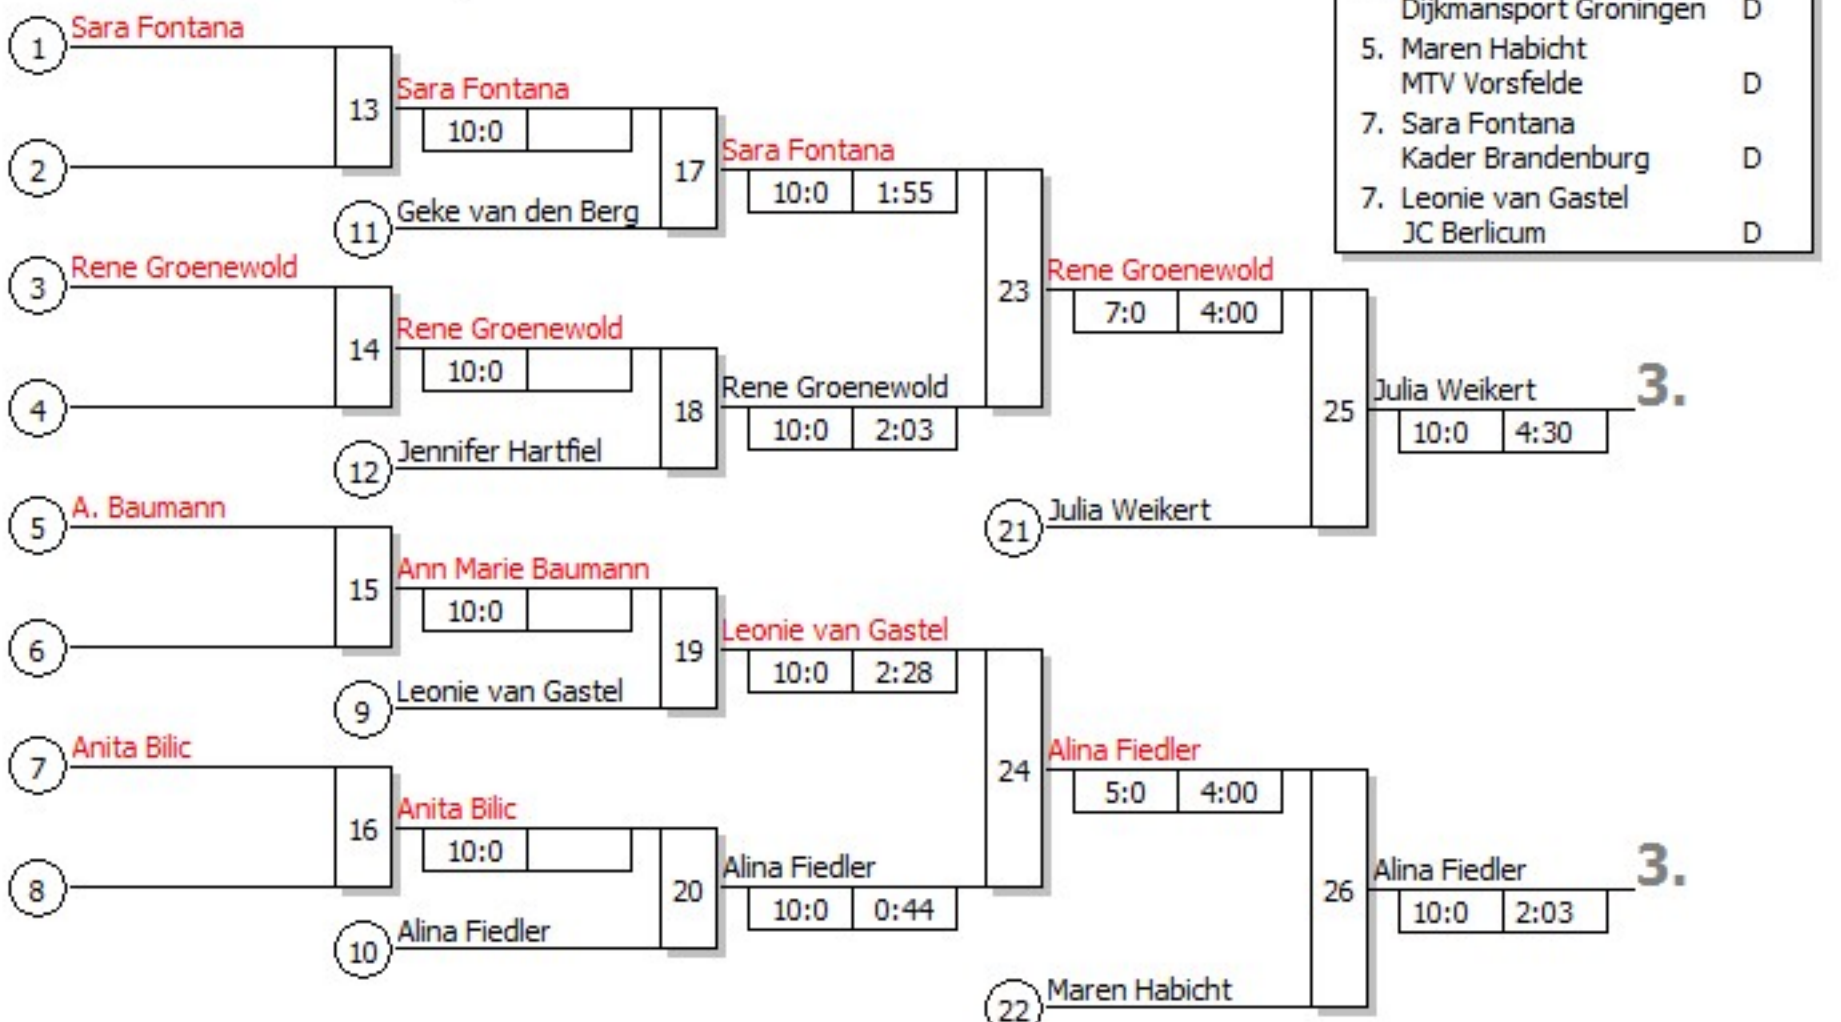 Dijkmansport Groningen D
5. Maren Habicht
MTV Vorsfelde D
7. Sara Fontana
Kader Brandenburg D
7. Leonie van Gastel
JC Berlicum D
1 Sara Fontana
2
13 Sara Fontana
10:0
11 Geke van den Berg
17 Sara Fontana
10:0 1:55
3 Rene Groenewold
4
14 Rene Groenewold
10:0
12 Jennifer Hartfiel
18 Rene Groenewold
10:0 2:03
23 Rene Groenewold
7:0 4:00
21 Julia Weikert
25 Julia Weikert 3.
10:0 4:30
5 A. Baumann
6
15 Ann Marie Baumann
10:0
9 Leonie van Gastel
19 Leonie van Gastel
10:0 2:28
7 Anita Bilic
8
16 Anita Bilic
10:0
10 Alina Fiedler
20 Alina Fiedler
10:0 0:44
24 Alina Fiedler
5:0 4:00
22 Maren Habicht
26 Alina Fiedler 3.
10:0 2:03